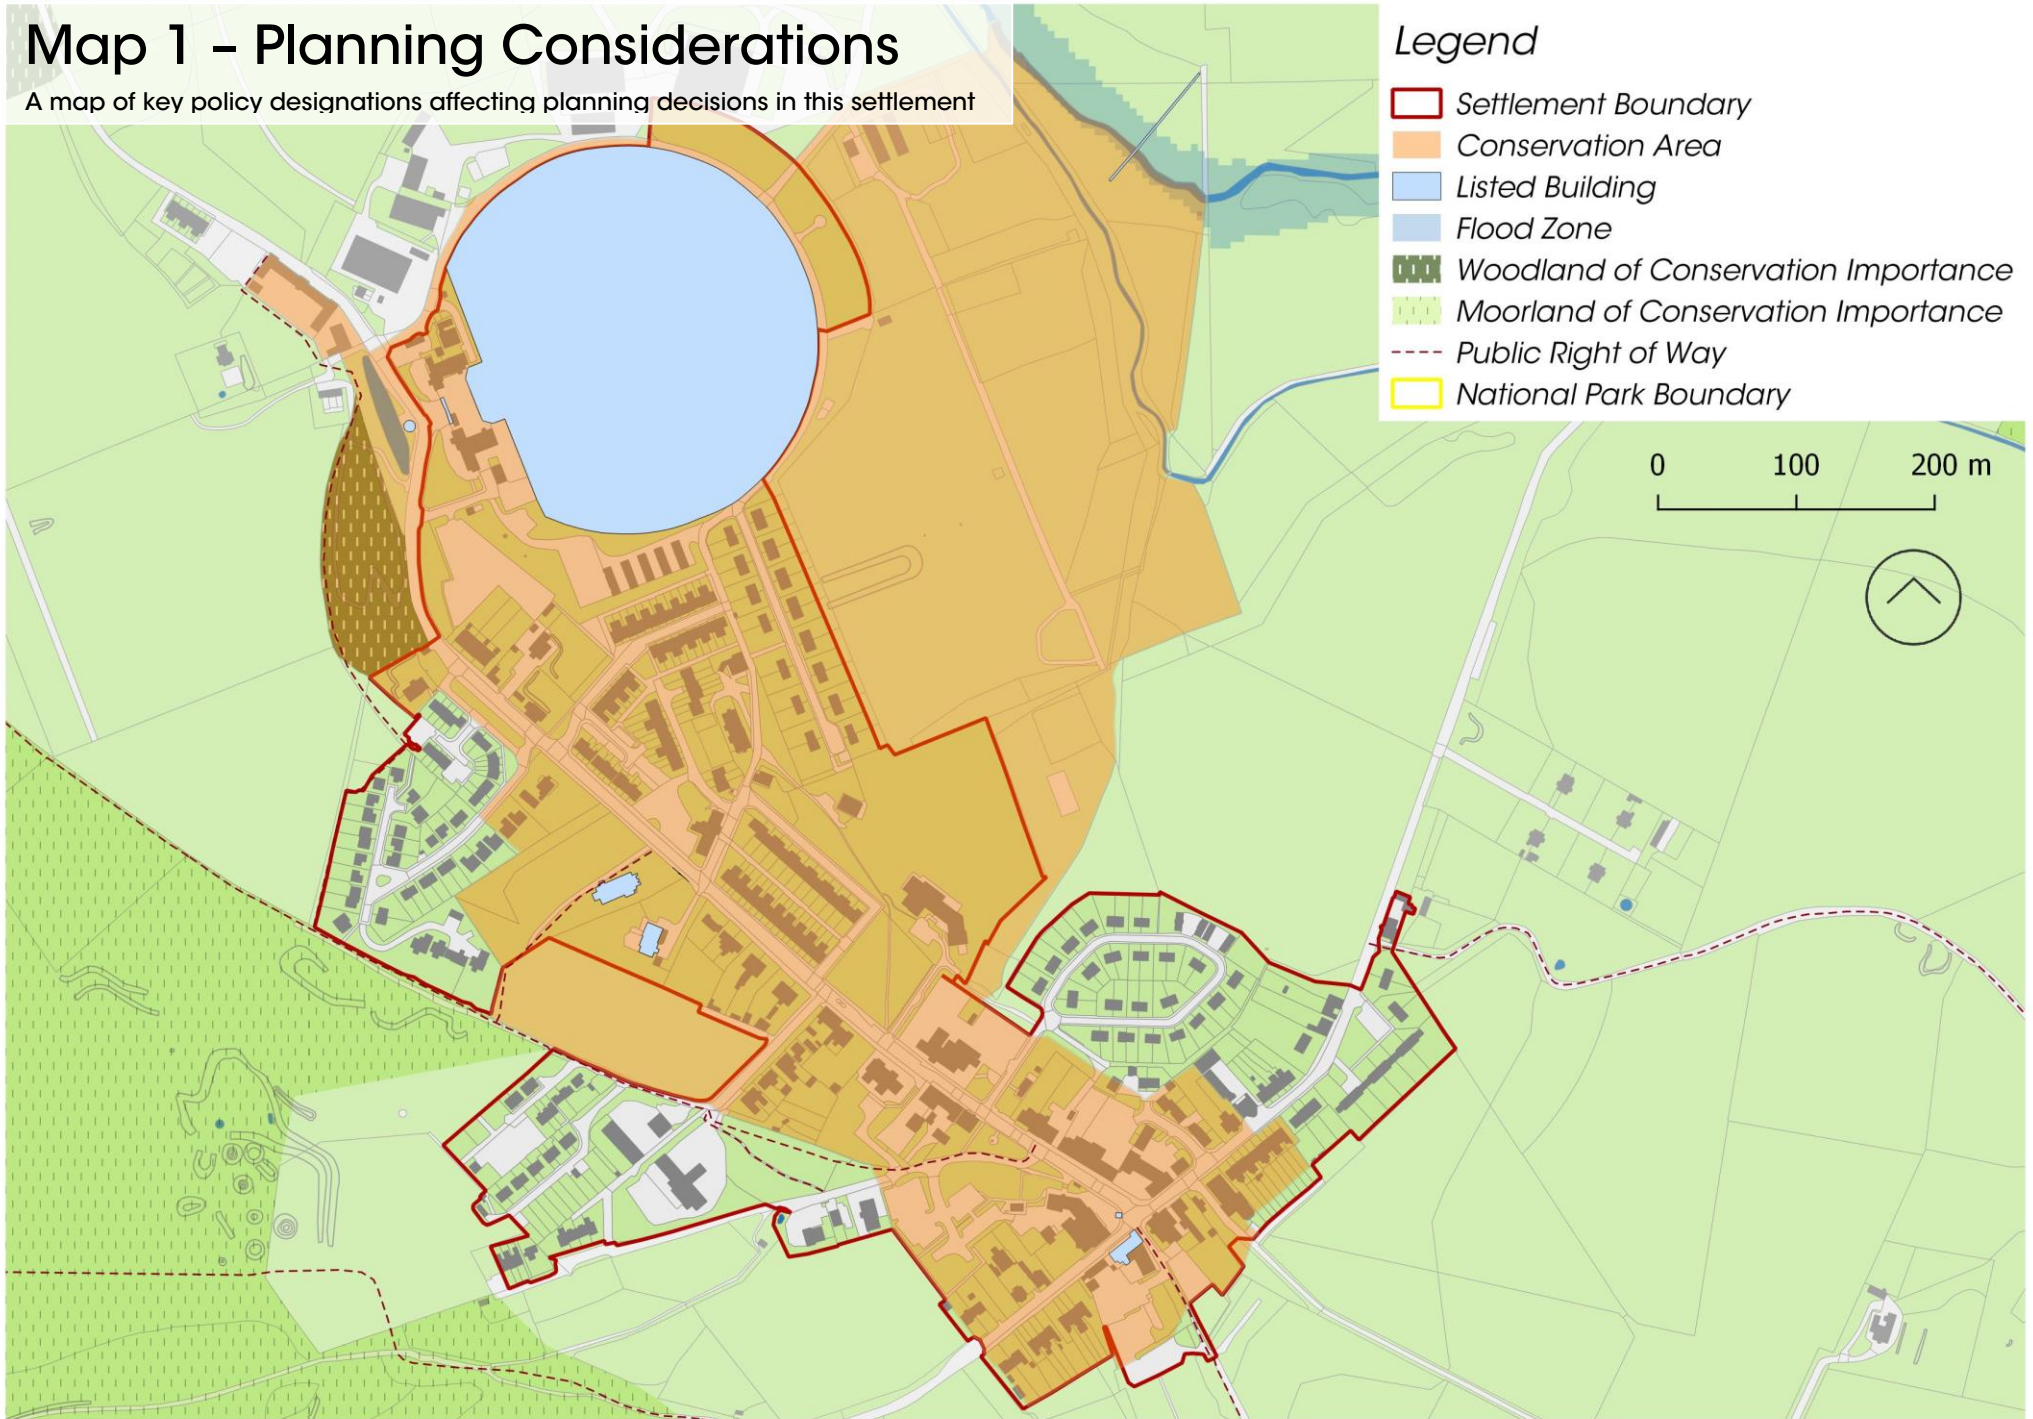 Map 1 – Planning Considerations
A map of key policy designations affecting planning decisions in this settlement
Legend
Settlement Boundary
Conservation Area
Listed Building
Flood Zone
Woodland of Conservation Importance
Moorland of Conservation Importance
Public Right of Way
National Park Boundary
0 100 200 m